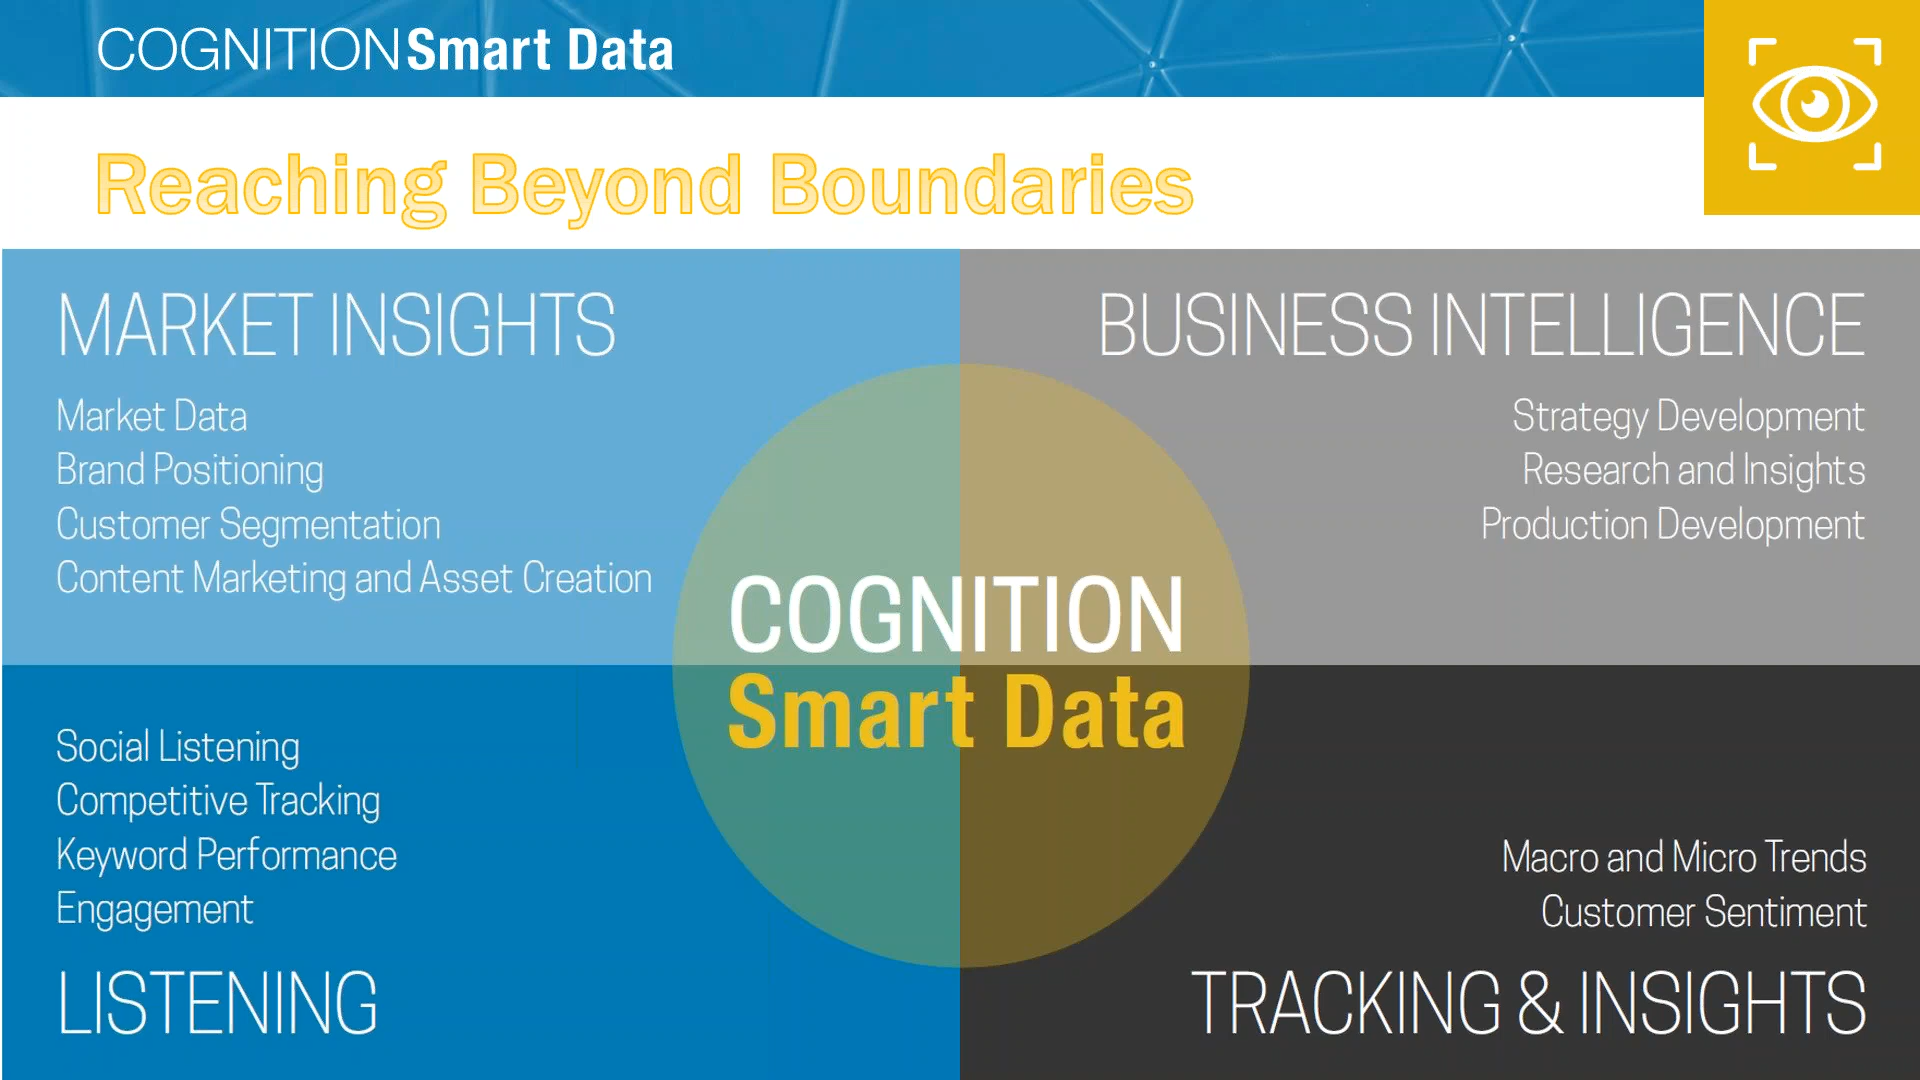 COGNITION Smart Data
Reaching Beyond Boundaries
MARKET INSIGHTS
Market Data
Brand Positioning
Customer Segmentation
Content Marketing and Asset Creation
BUSINESS INTELLIGENCE
Strategy Development
Research and Insights
Production Development
COGNITION
Smart Data
Social Listening
Competitive Tracking
Keyword Performance
Engagement
LISTENING
Macro and Micro Trends
Customer Sentiment
TRACKING & INSIGHTS